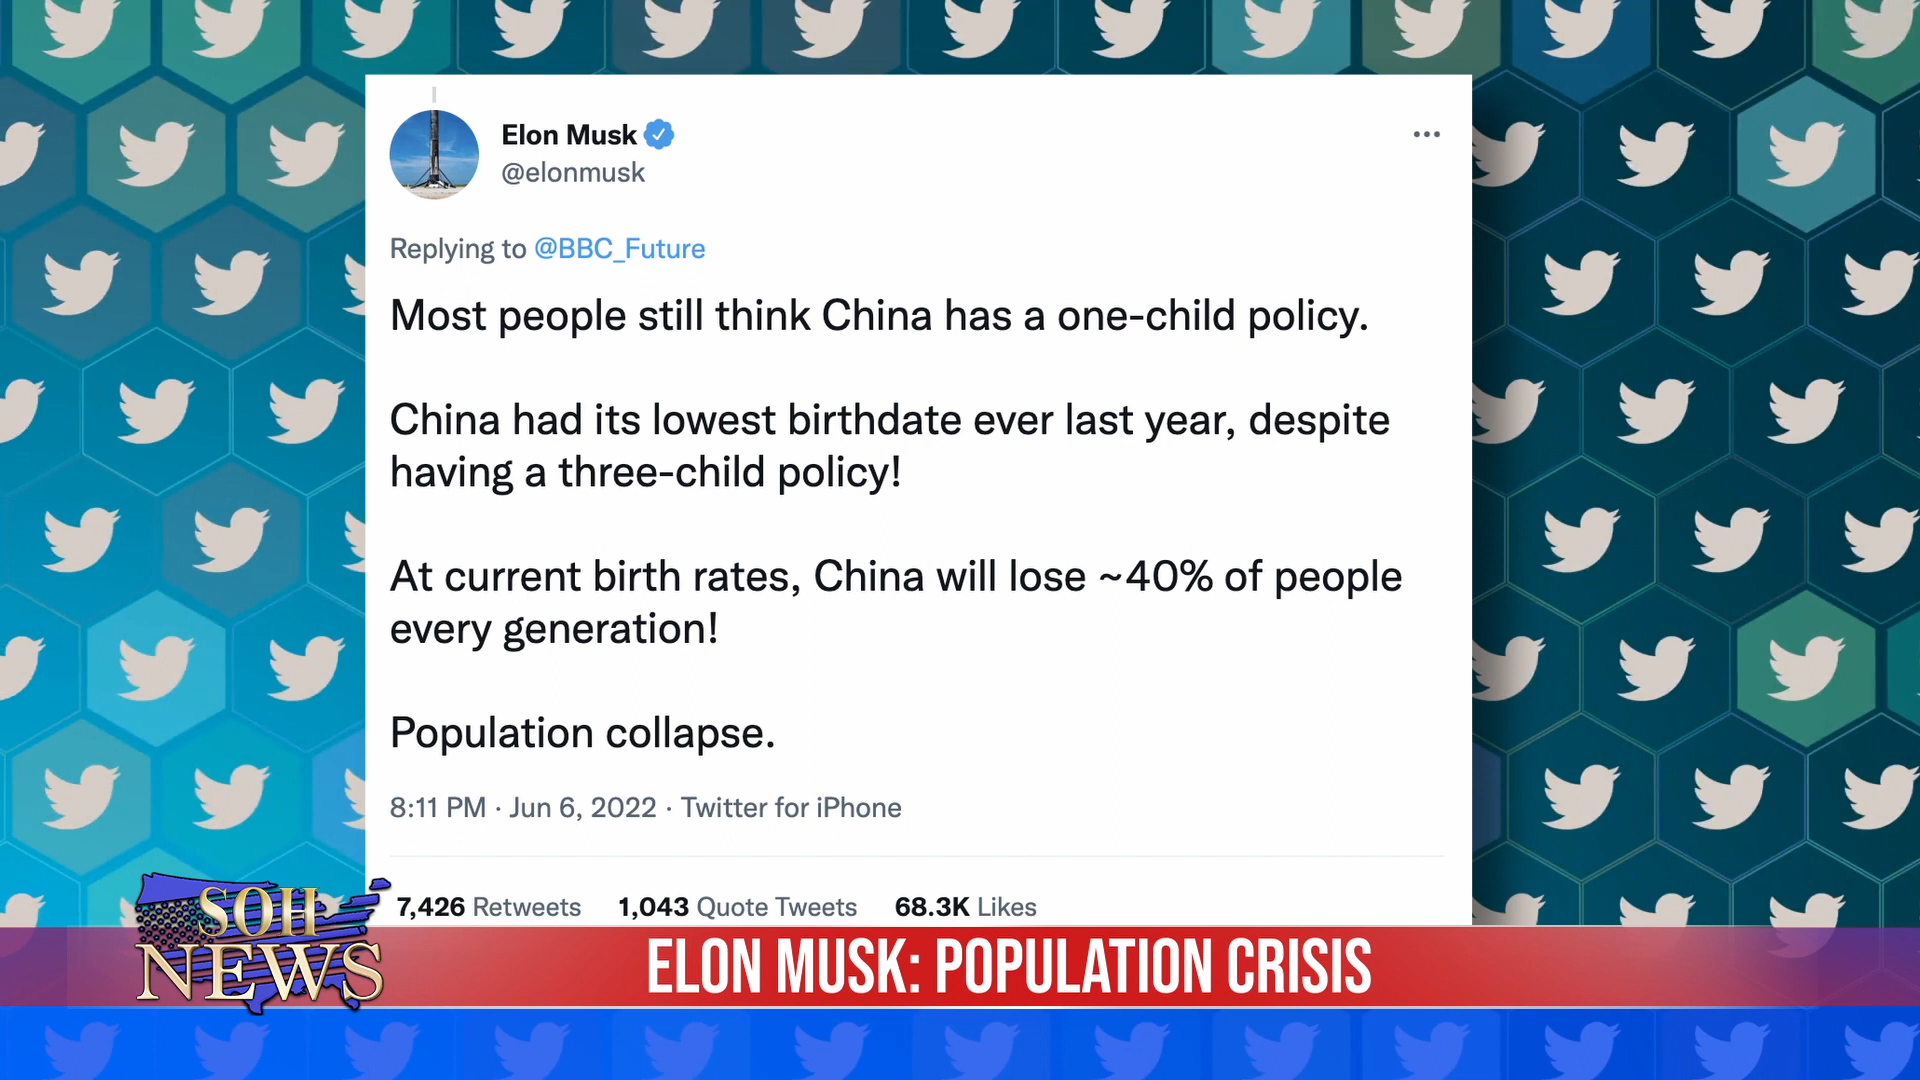 Elon Musk
@elonmusk
Replying to @BBC_Future
Most people still think China has a one-child policy.
China had its lowest birthdate ever last year, despite
having a three-child policy!
At current birth rates, China will lose ~40% of people
every generation!
Population collapse.
8:11 PM · Jun 6, 2022 · Twitter for iPhone
7,426 Retweets 1,043 Quote Tweets 68.3K Likes
SOH
NEWS
ELON MUSK: POPULATION CRISIS